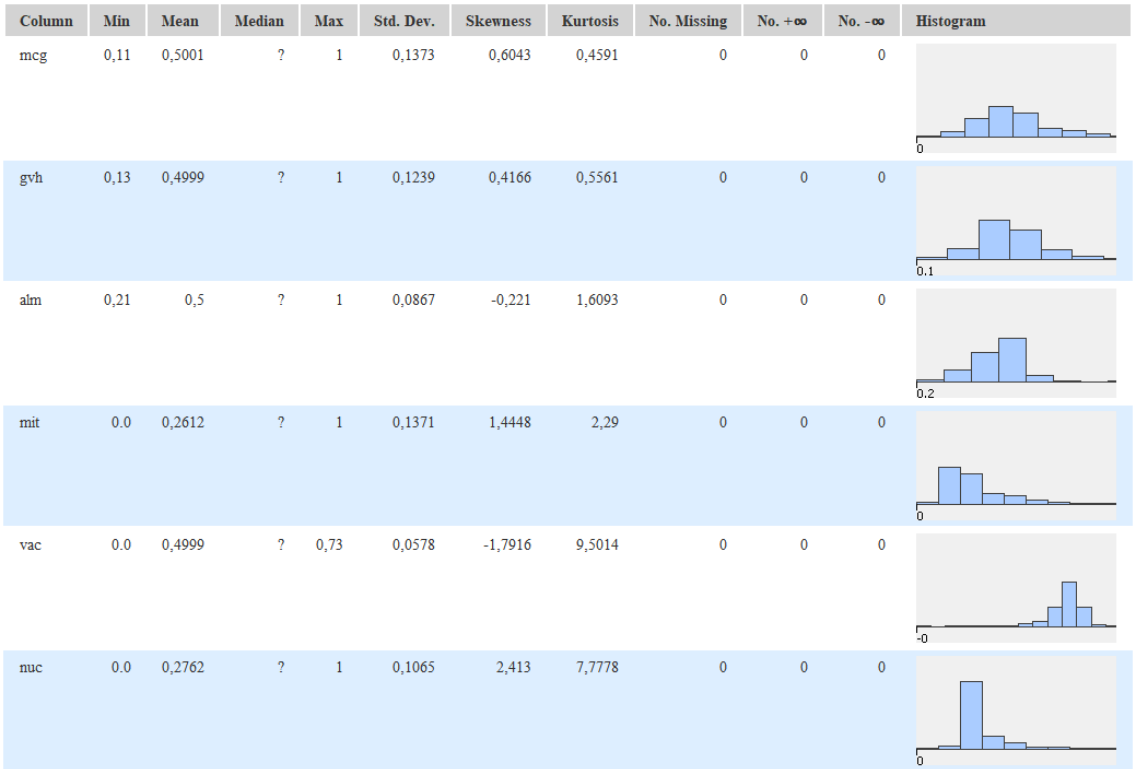 Column Min Mean Median Max Std. Dev. Skewness Kurtosis No. Missing No. +∞ No. -∞ Histogram
mcg 0,11 0,5001 ? 1 0,1373 0,6043 0,4591 0 0 0
0
gvh 0,13 0,4999 ? 1 0,1239 0,4166 0,5561 0 0 0
0.1
alm 0,21 0,5 ? 1 0,0867 -0,221 1,6093 0 0 0
0.2
mit 0.0 0,2612 ? 1 0,1371 1,4448 2,29 0 0 0
0
vac 0.0 0,4999 ? 0,73 0,0578 -1,7916 9,5014 0 0 0
-0
nuc 0.0 0,2762 ? 1 0,1065 2,413 7,7778 0 0 0
0